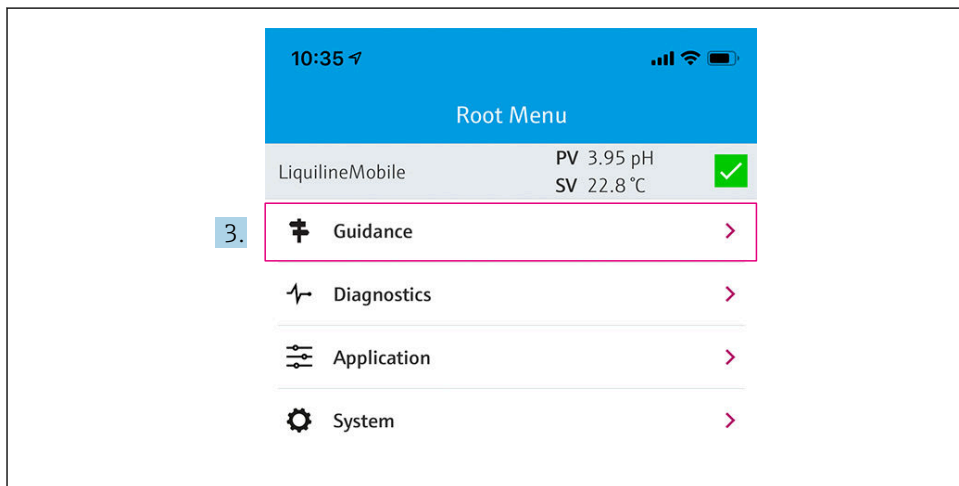 10:35
Root Menu
LiquilineMobile
PV 3.95 pH
SV 22.8 °C
3.
Guidance
Diagnostics
Application
System